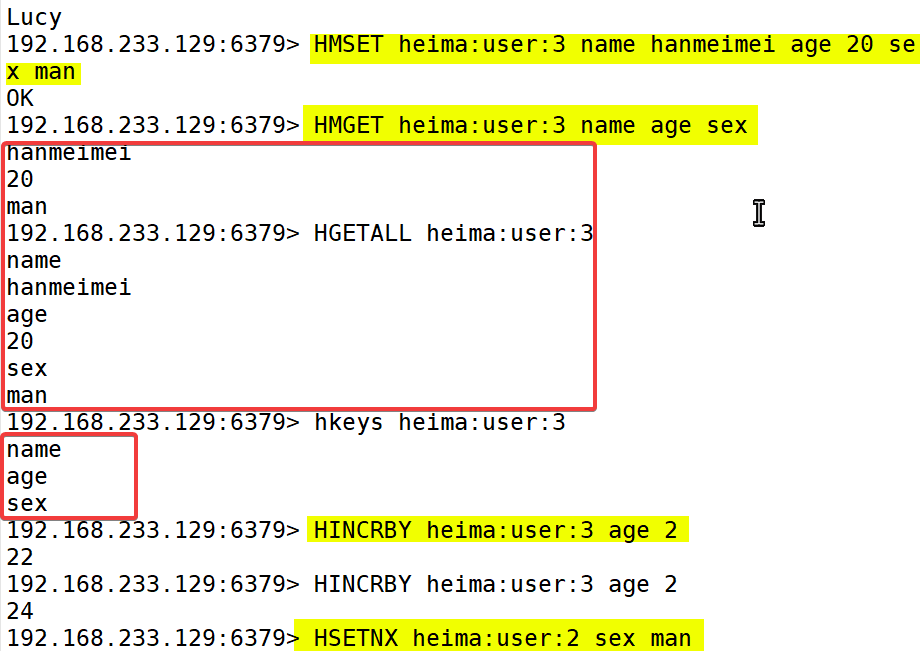 Lucy
192.168.233.129:6379> HMSET heima:user:3 name hanmeimei age 20 se
x man
OK
192.168.233.129:6379> HMGET heima:user:3 name age sex
hanmeimei
20
man
192.168.233.129:6379> HGETALL heima:user:3
name
hanmeimei
age
20
sex
man
192.168.233.129:6379> hkeys heima:user:3
name
age
sex
192.168.233.129:6379> HINCRBY heima:user:3 age 2
22
192.168.233.129:6379> HINCRBY heima:user:3 age 2
24
192.168.233.129:6379> HSETNX heima:user:2 sex man